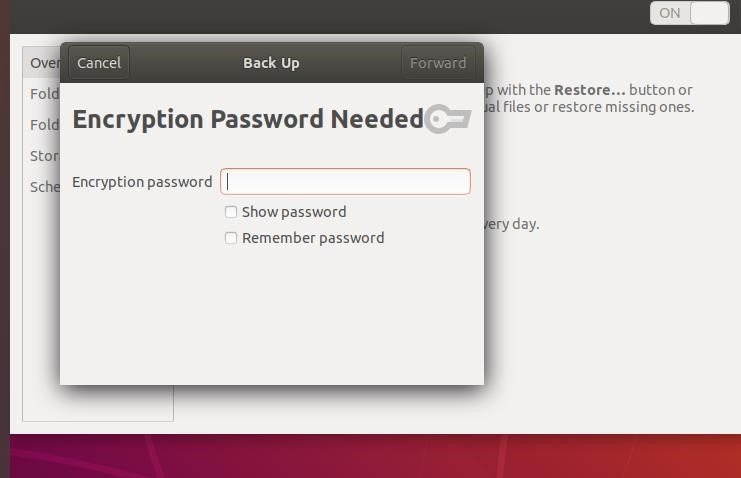 ON
Cancel
Back Up
Forward
Over
p with the Restore... button or
Fold
ual files or restore missing ones.
Encryption Password Needed
Fold
Stor
Encryption password
Sche
Show password
very day.
Remember password